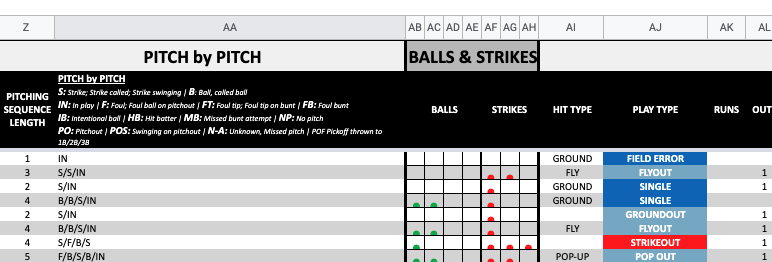 Z AA AB AC AD AE AF AG AH AI AJ AK AL
PITCH by PITCH BALLS & STRIKES
PITCHING SEQUENCE LENGTH
PITCH by PITCH
S: Strike; Strike called; Strike swinging | B: Ball, called ball
IN: In play | F: Foul; Foul ball on pitchout | FT: Foul tip; Foul tip on bunt | FB: Foul bunt
IB: Intentional ball | HB: Hit batter | MB: Missed bunt attempt | NP: No pitch
PO: Pitchout | POS: Swinging on pitchout | N-A: Unknown, Missed pitch | POF Pickoff thrown to
1B/2B/3B
BALLS STRIKES HIT TYPE PLAY TYPE RUNS OUT
1 IN GROUND FIELD ERROR
3 S/S/IN FLY FLYOUT 1
2 S/IN GROUND SINGLE 1
4 B/B/S/IN GROUND SINGLE
2 S/IN GROUNDOUT 1
4 B/B/S/IN FLY FLYOUT 1
4 S/F/B/S STRIKEOUT 1
5 F/B/S/B/IN POP-UP POP OUT 1